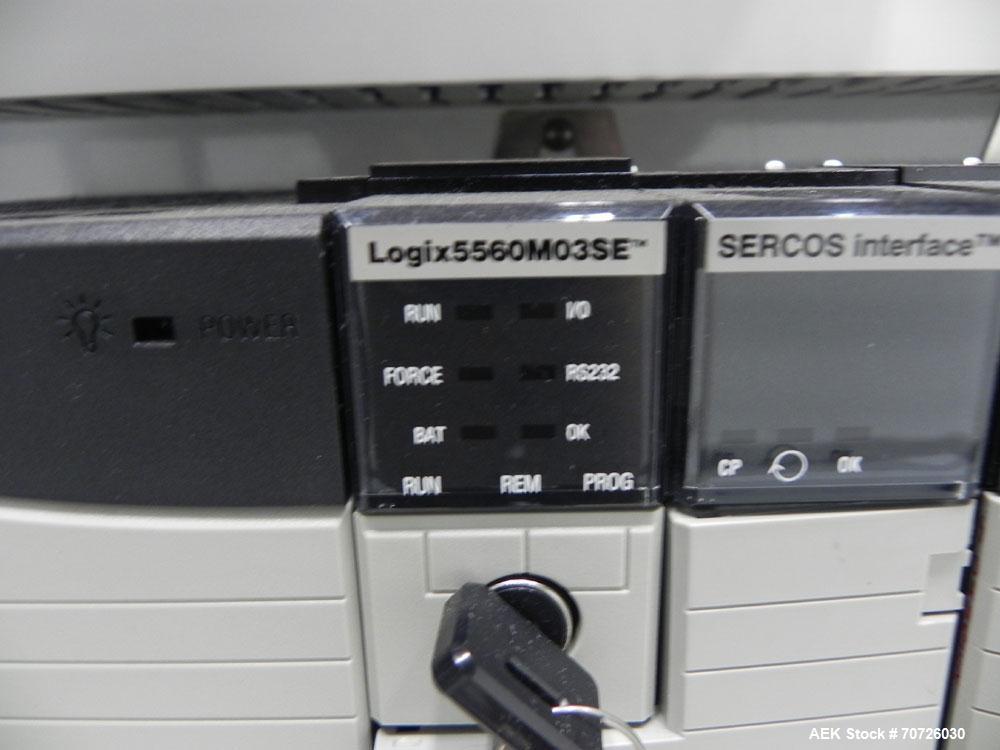 Logix5560M03SE™
SERCOS interface™
POWER
RUN I/O
FORCE RS232
BAT OK
RUN REM PROG
CP OK
AEK Stock #70726030